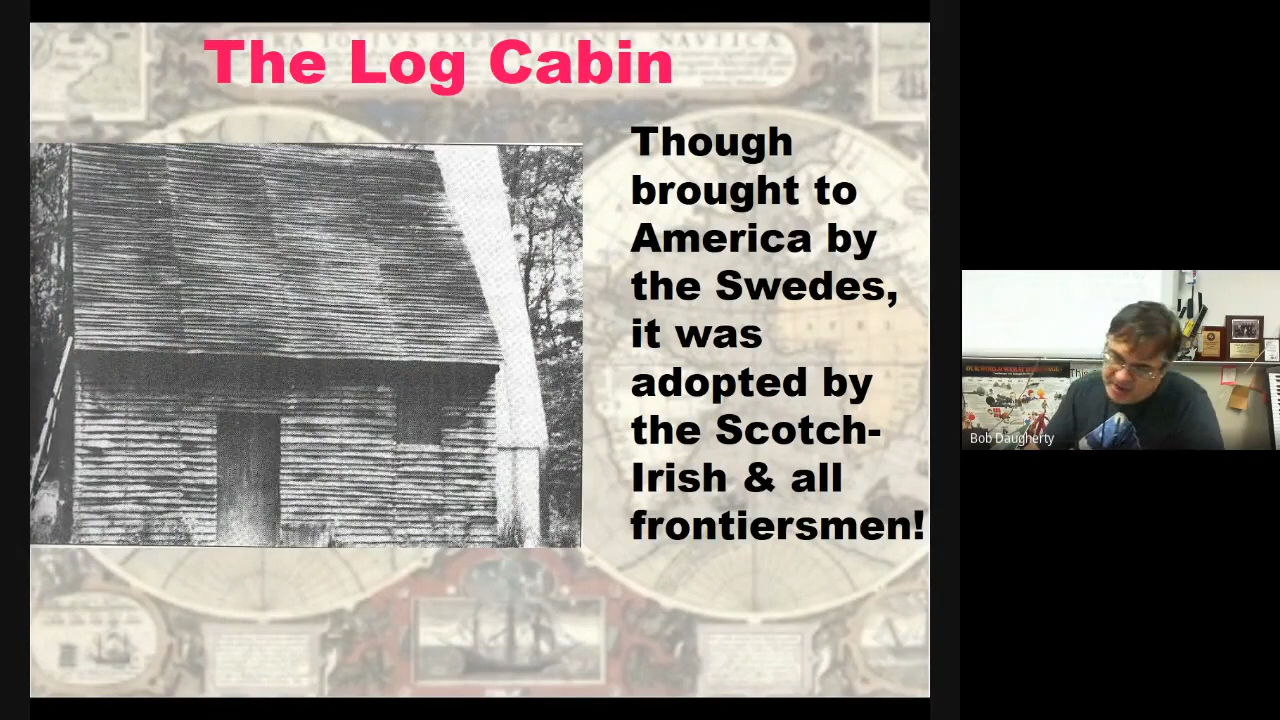 The Log Cabin
Though
brought to
America by
the Swedes,
it was
adopted by
the Scotch-
Irish & all
frontiersmen!
Bob Daugherty